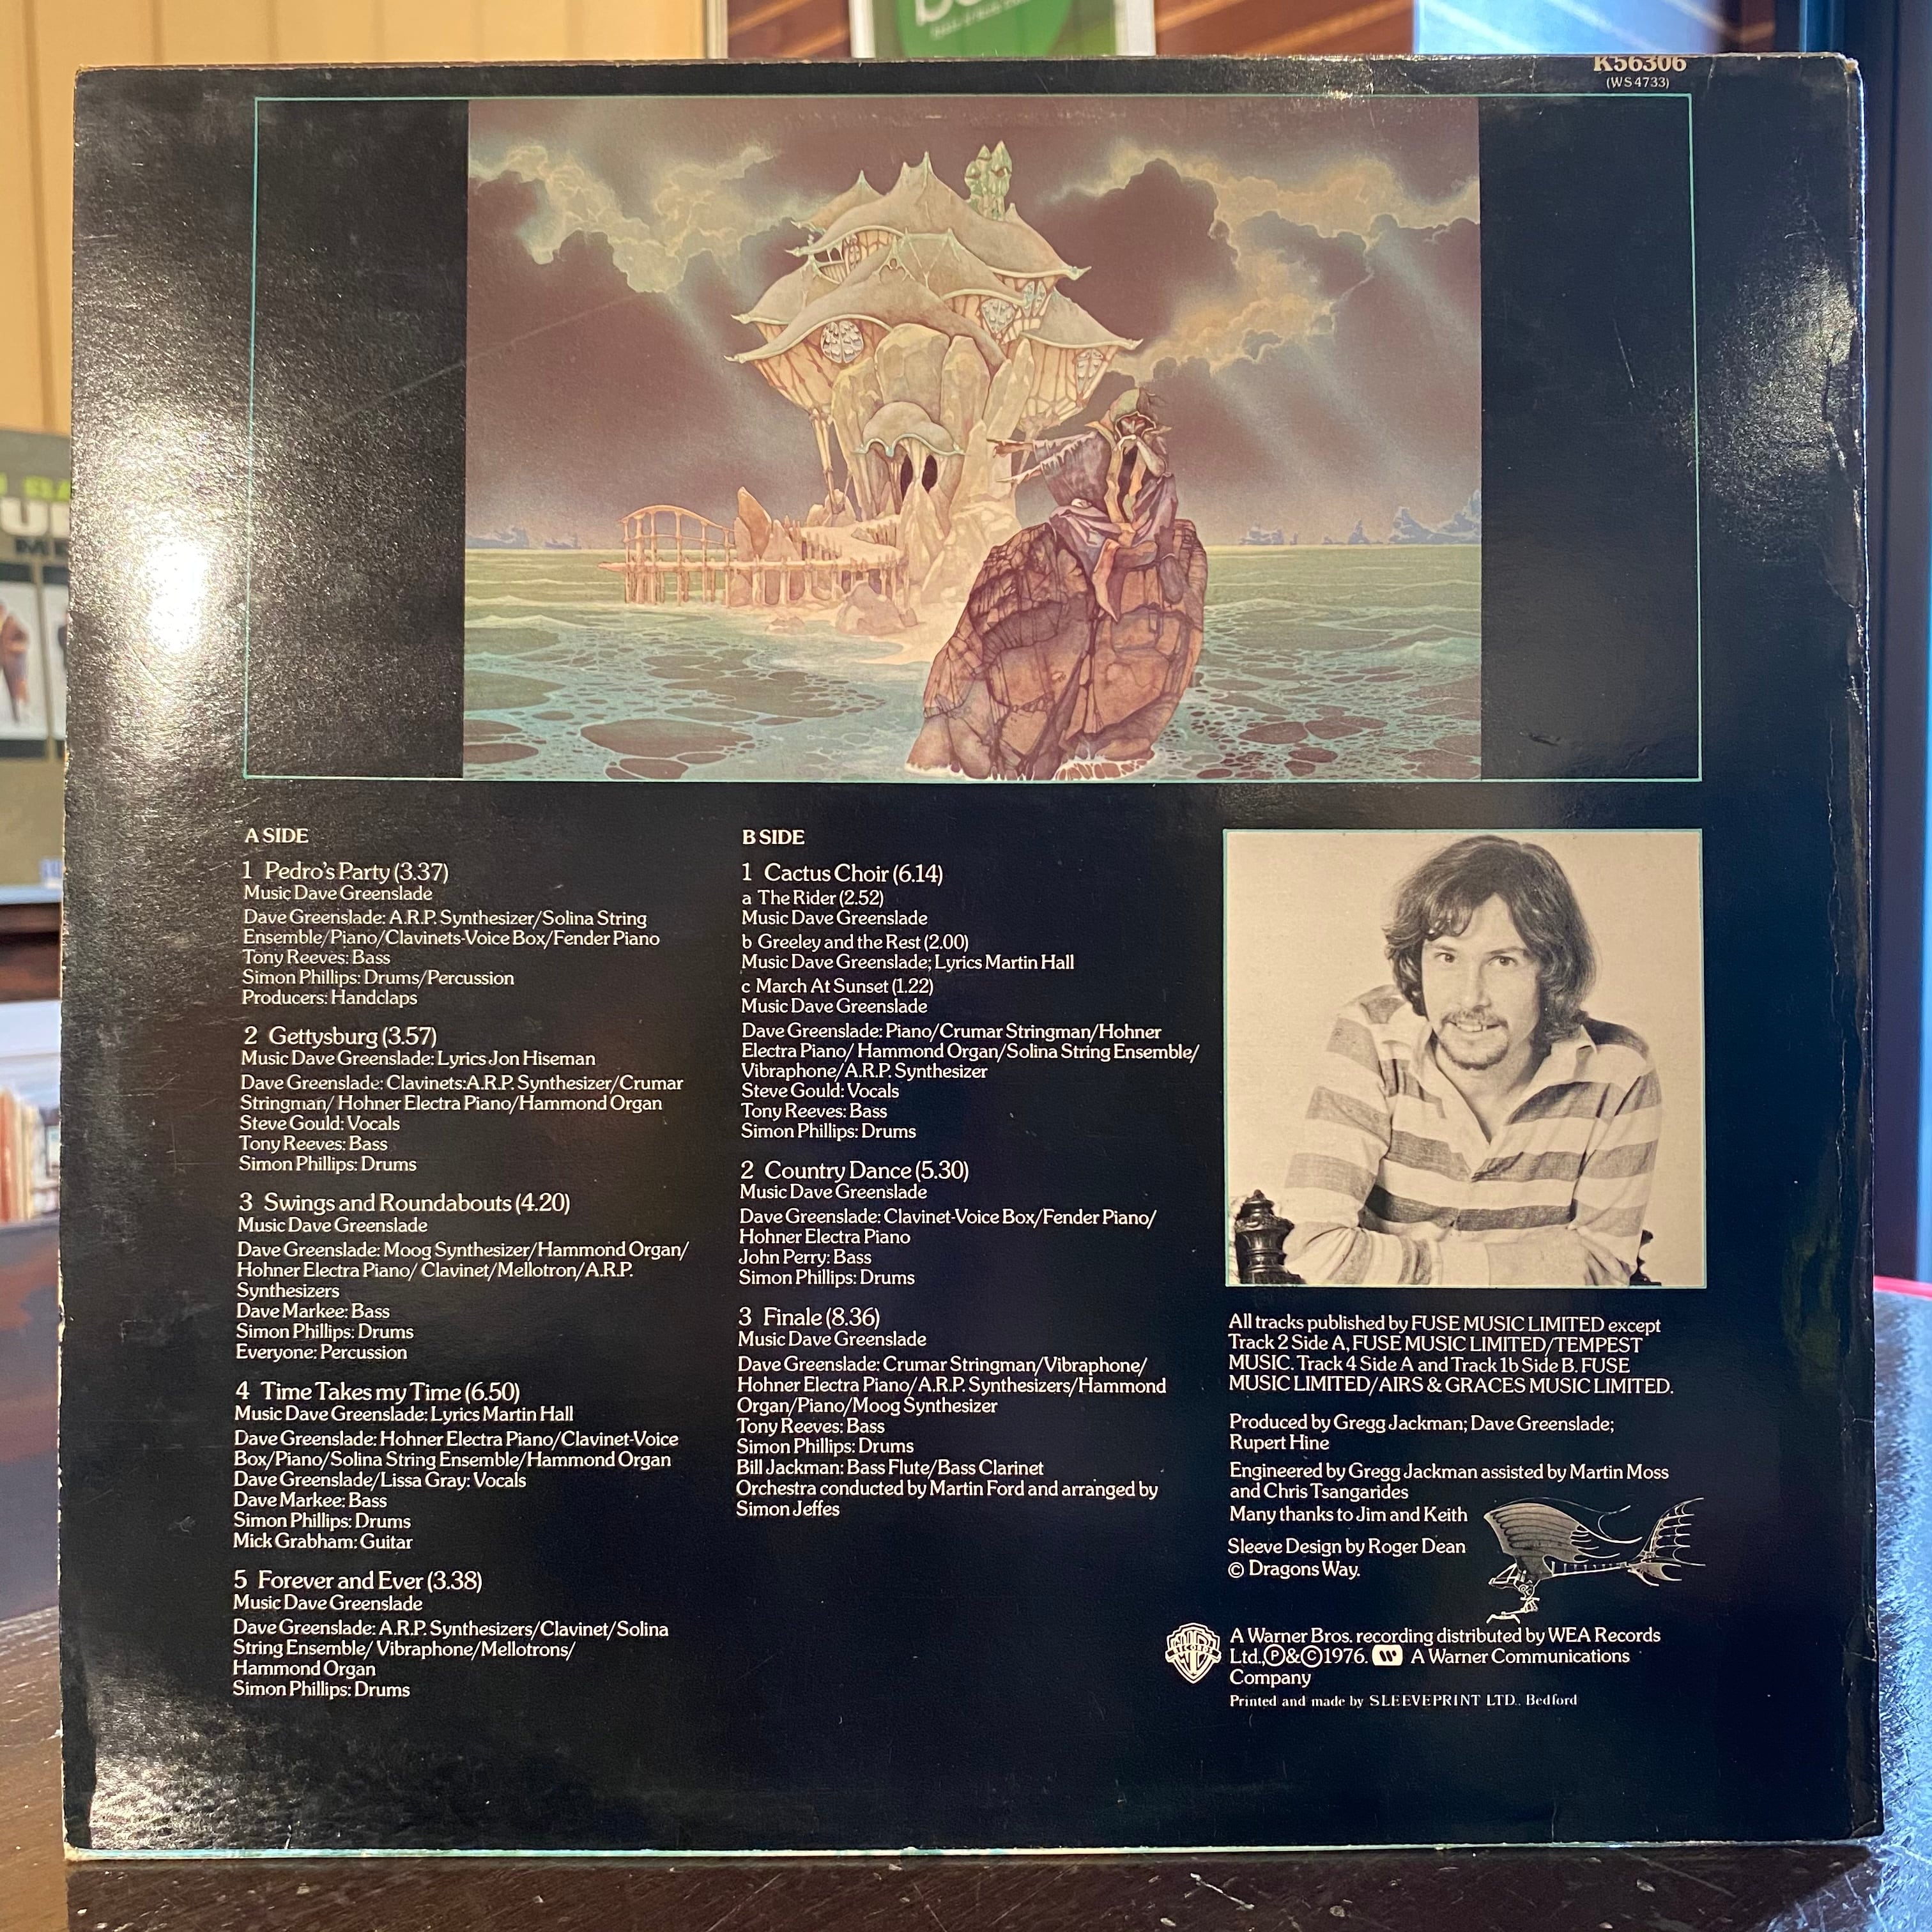 K56306
(WS4733)
A SIDE
1 Pedro's Party (3.37)
Music Dave Greenslade
Dave Greenslade: A.R.P. Synthesizer/Solina String
Ensemble/Piano/Clavinets-Voice Box/Fender Piano
Tony Reeves: Bass
Simon Phillips: Drums/Percussion
Producers: Handclaps
2 Gettysburg (3.57)
Music Dave Greenslade: Lyrics Jon Hiseman
Dave Greenslade: Clavinets:A.R.P. Synthesizer/Crumar
Stringman/ Hohner Electra Piano/Hammond Organ
Steve Gould: Vocals
Tony Reeves: Bass
Simon Phillips: Drums
3 Swings and Roundabouts (4.20)
Music Dave Greenslade
Dave Greenslade: Moog Synthesizer/Hammond Organ/
Hohner Electra Piano/ Clavinet/Mellotron/A.R.P.
Synthesizers
Dave Markee: Bass
Simon Phillips: Drums
Everyone: Percussion
4 Time Takes my Time (6.50)
Music Dave Greenslade: Lyrics Martin Hall
Dave Greenslade: Hohner Electra Piano/Clavinet-Voice
Box/Piano/Solina String Ensemble/Hammond Organ
Dave Greenslade/Lissa Gray: Vocals
Dave Markee: Bass
Simon Phillips: Drums
Mick Grabham: Guitar
5 Forever and Ever (3.38)
Music Dave Greenslade
Dave Greenslade: A.R.P. Synthesizers/Clavinet/Solina
String Ensemble/ Vibraphone/Mellotrons/
Hammond Organ
Simon Phillips: Drums
B SIDE
1 Cactus Choir (6.14)
a The Rider (2.52)
Music Dave Greenslade
b Greeley and the Rest (2.00)
Music Dave Greenslade; Lyrics Martin Hall
c March At Sunset (1.22)
Music Dave Greenslade
Dave Greenslade: Piano/Crumar Stringman/Hohner
Electra Piano/ Hammond Organ/Solina String Ensemble/
Vibraphone/A.R.P. Synthesizer
Steve Gould: Vocals
Tony Reeves: Bass
Simon Phillips: Drums
2 Country Dance (5.30)
Music Dave Greenslade
Dave Greenslade: Clavinet-Voice Box/Fender Piano/
Hohner Electra Piano
John Perry: Bass
Simon Phillips: Drums
3 Finale (8.36)
Music Dave Greenslade
Dave Greenslade: Crumar Stringman/Vibraphone/
Hohner Electra Piano/A.R.P. Synthesizers/Hammond
Organ/Piano/Moog Synthesizer
Tony Reeves: Bass
Simon Phillips: Drums
Bill Jackman: Bass Flute/Bass Clarinet
Orchestra conducted by Martin Ford and arranged by
Simon Jeffes
All tracks published by FUSE MUSIC LIMITED except
Track 2 Side A, FUSE MUSIC LIMITED/TEMPEST
MUSIC. Track 4 Side A and Track 1b Side B. FUSE
MUSIC LIMITED/AIRS & GRACES MUSIC LIMITED.
Produced by Gregg Jackman; Dave Greenslade;
Rupert Hine
Engineered by Gregg Jackman assisted by Martin Moss
and Chris Tsangarides
Many thanks to Jim and Keith
Sleeve Design by Roger Dean
© Dragons Way.
A Warner Bros. recording distributed by WEA Records
Ltd.,Ⓟ&©1976. A Warner Communications
Company
Printed and made by SLEEVEPRINT LTD.. Bedford